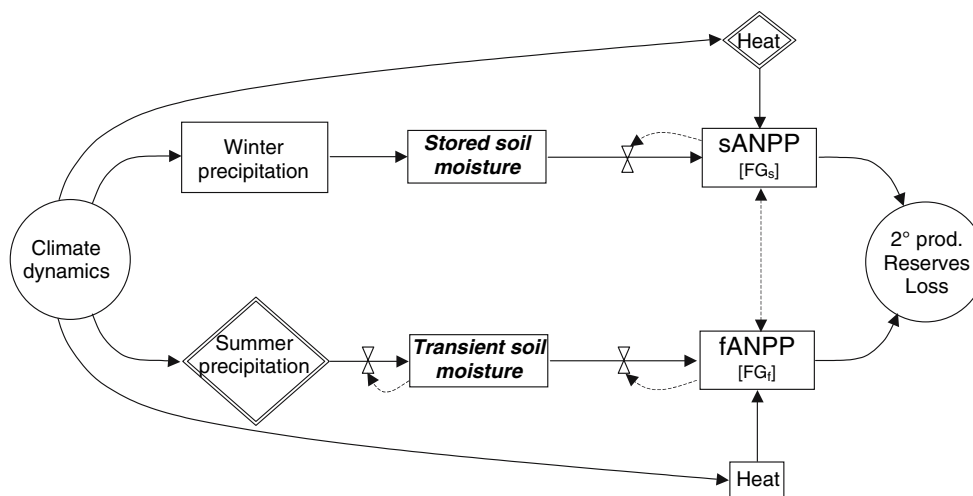 Heat
Winter
precipitation
Stored soil
moisture
sANPP
[FGs]
Climate
dynamics
2° prod.
Reserves
Loss
Summer
precipitation
Transient soil
moisture
fANPP
[FGf]
Heat